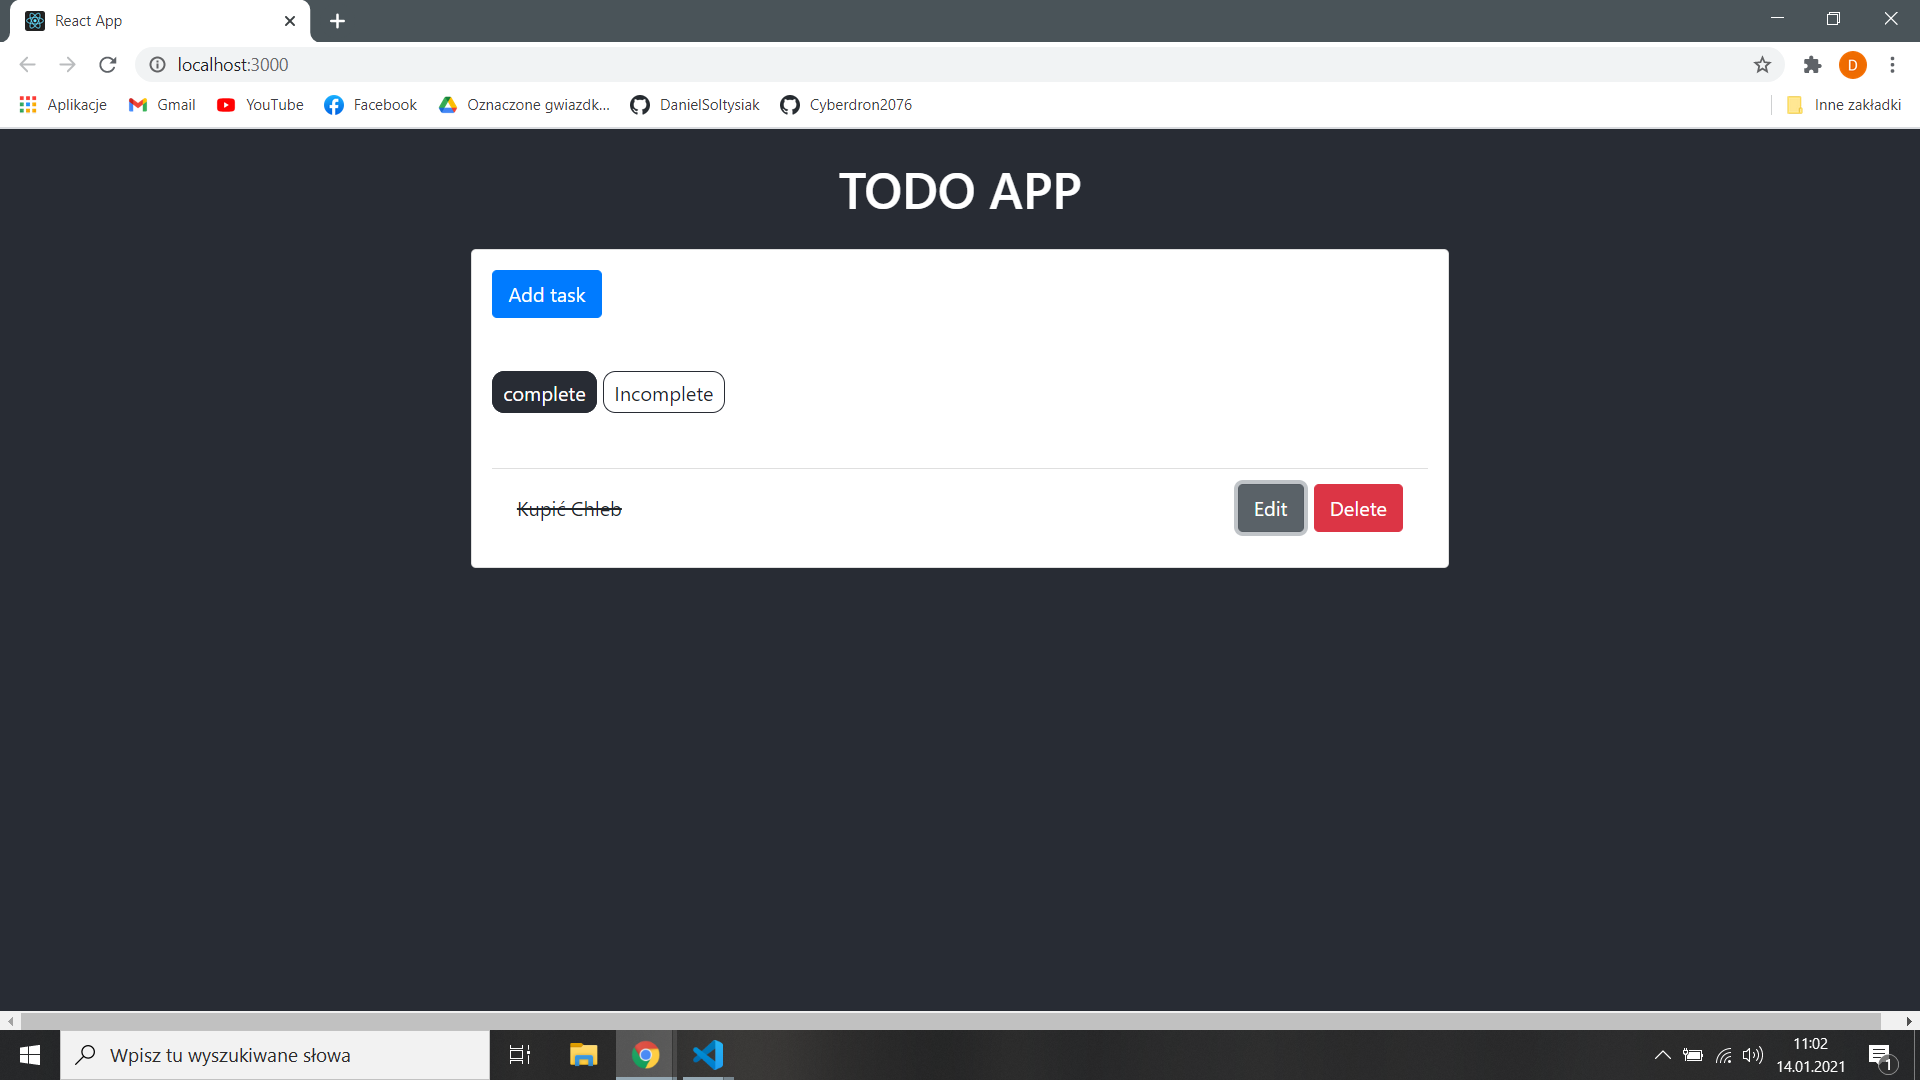 React App
localhost:3000
D
Aplikacje
Gmail
YouTube
Facebook
Oznaczone gwiazdk...
DanielSoltysiak
Cyberdron2076
Inne zakładki
TODO APP
Add task
complete
Incomplete
Kupić Chleb
Edit
Delete
Wpisz tu wyszukiwane słowa
11:02
14.01.2021
1